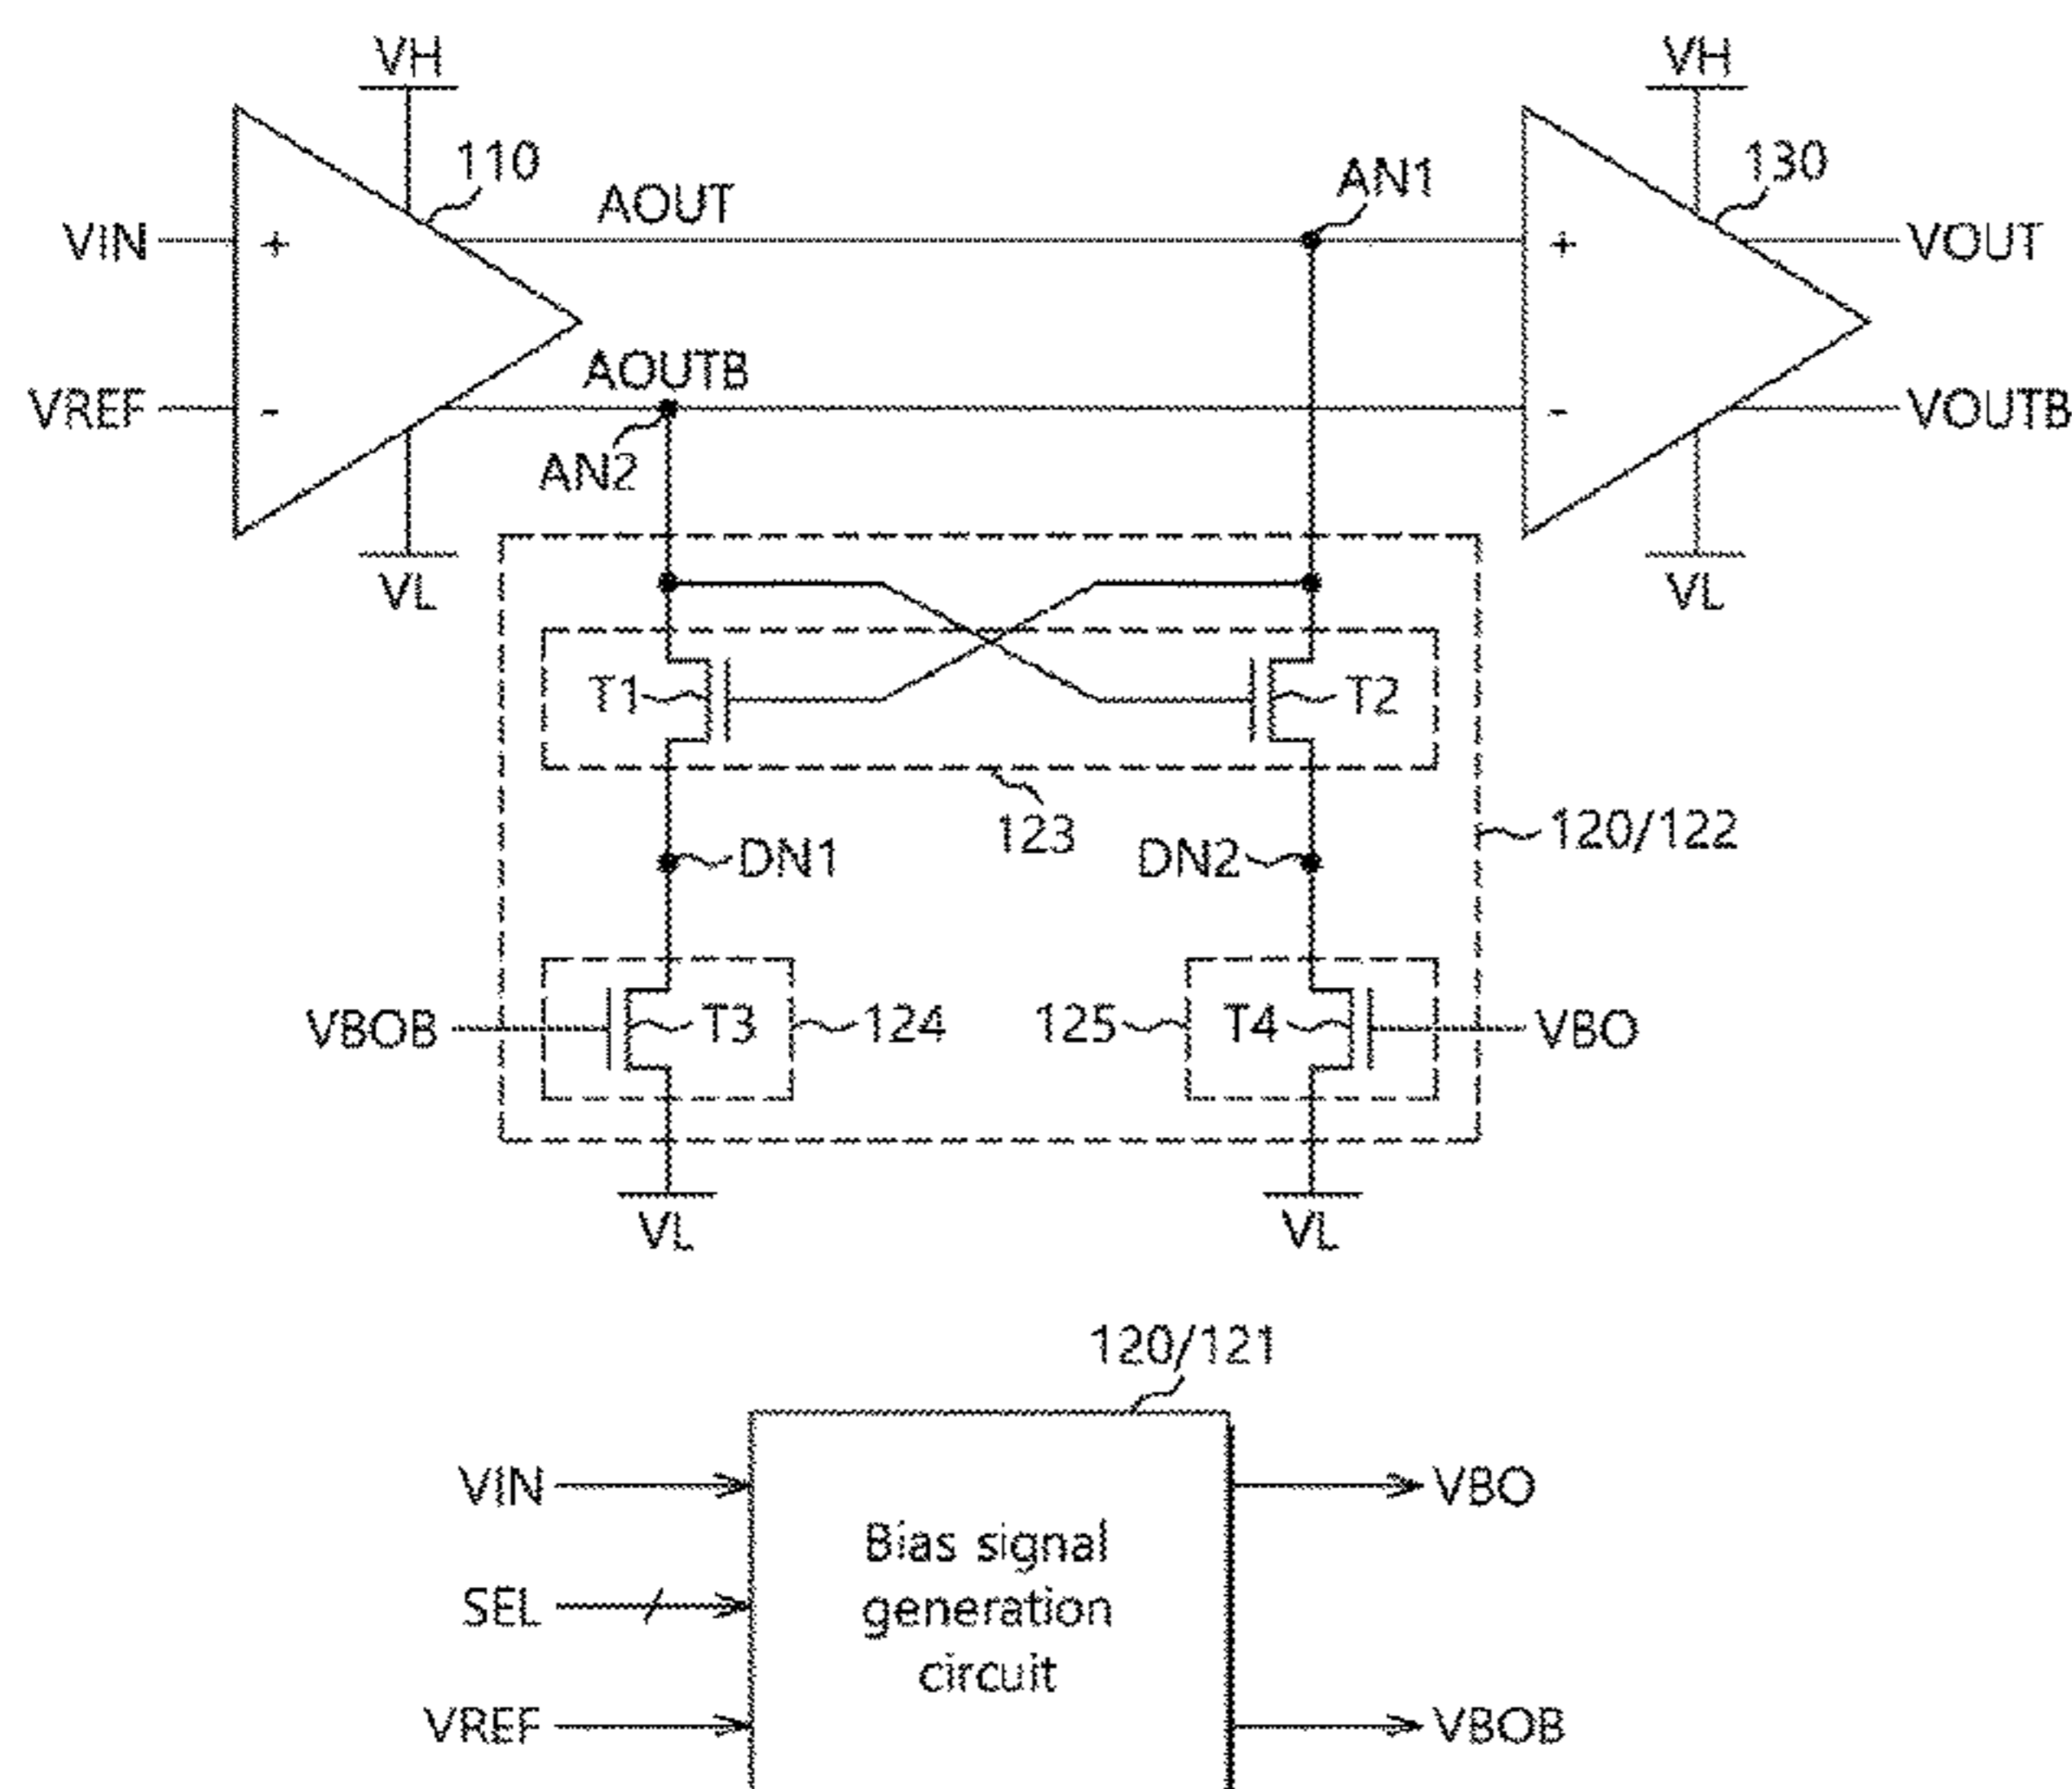 VH
VH
110
130
AOUT
AN1
VIN
+
+
VOUT
AOUTB
VREF
-
-
VOUTB
AN2
VL
VL
T1
T2
123
120/122
DN1
DN2
VBOB
T3
124
125
T4
VBO
VL
VL
120/121
VIN
VBO
Bias signal
generation
circuit
SEL
VREF
VBOB